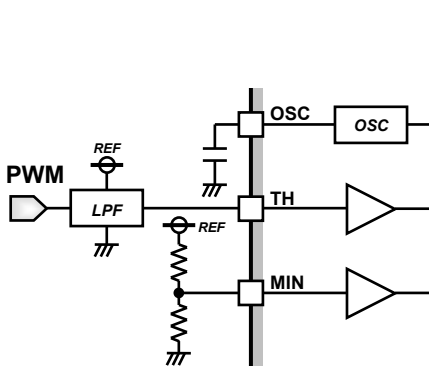 OSC
OSC
REF
PWM
LPF
TH
REF
MIN